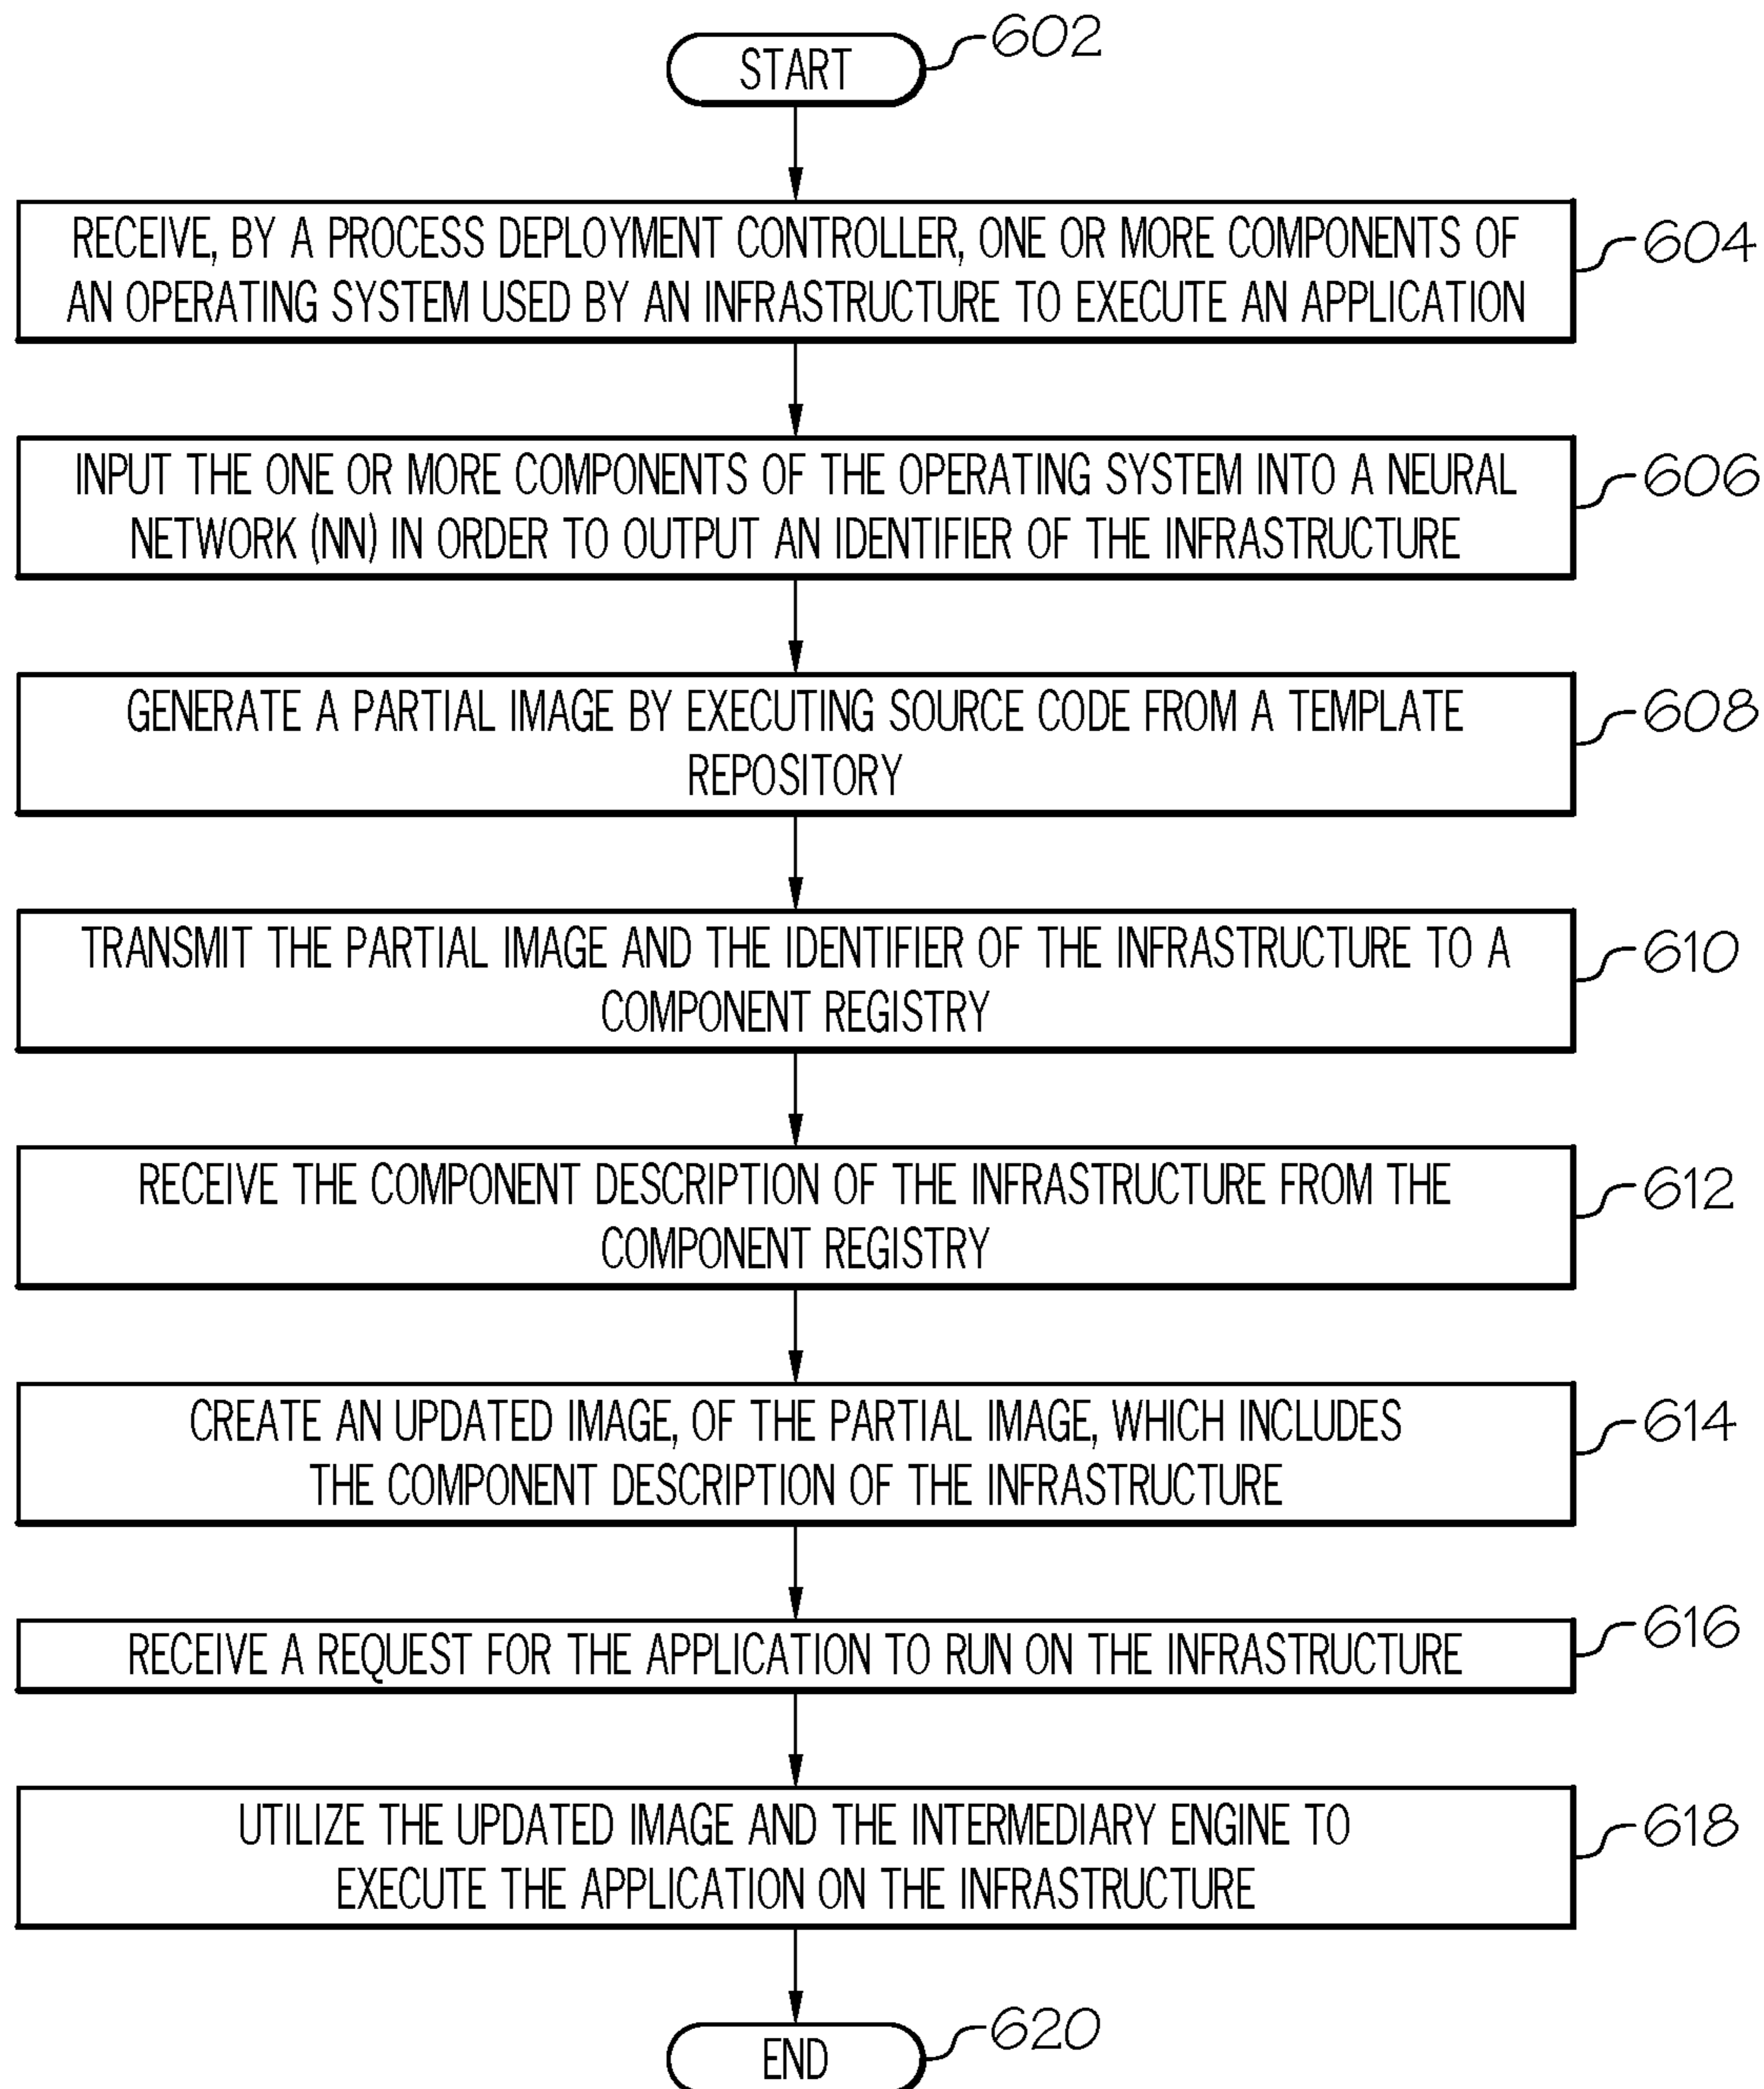 START
602
RECEIVE, BY A PROCESS DEPLOYMENT CONTROLLER, ONE OR MORE COMPONENTS OF
AN OPERATING SYSTEM USED BY AN INFRASTRUCTURE TO EXECUTE AN APPLICATION
604
INPUT THE ONE OR MORE COMPONENTS OF THE OPERATING SYSTEM INTO A NEURAL
NETWORK (NN) IN ORDER TO OUTPUT AN IDENTIFIER OF THE INFRASTRUCTURE
606
GENERATE A PARTIAL IMAGE BY EXECUTING SOURCE CODE FROM A TEMPLATE
REPOSITORY
608
TRANSMIT THE PARTIAL IMAGE AND THE IDENTIFIER OF THE INFRASTRUCTURE TO A
COMPONENT REGISTRY
610
RECEIVE THE COMPONENT DESCRIPTION OF THE INFRASTRUCTURE FROM THE
COMPONENT REGISTRY
612
CREATE AN UPDATED IMAGE, OF THE PARTIAL IMAGE, WHICH INCLUDES
THE COMPONENT DESCRIPTION OF THE INFRASTRUCTURE
614
RECEIVE A REQUEST FOR THE APPLICATION TO RUN ON THE INFRASTRUCTURE
616
UTILIZE THE UPDATED IMAGE AND THE INTERMEDIARY ENGINE TO
EXECUTE THE APPLICATION ON THE INFRASTRUCTURE
618
END
620